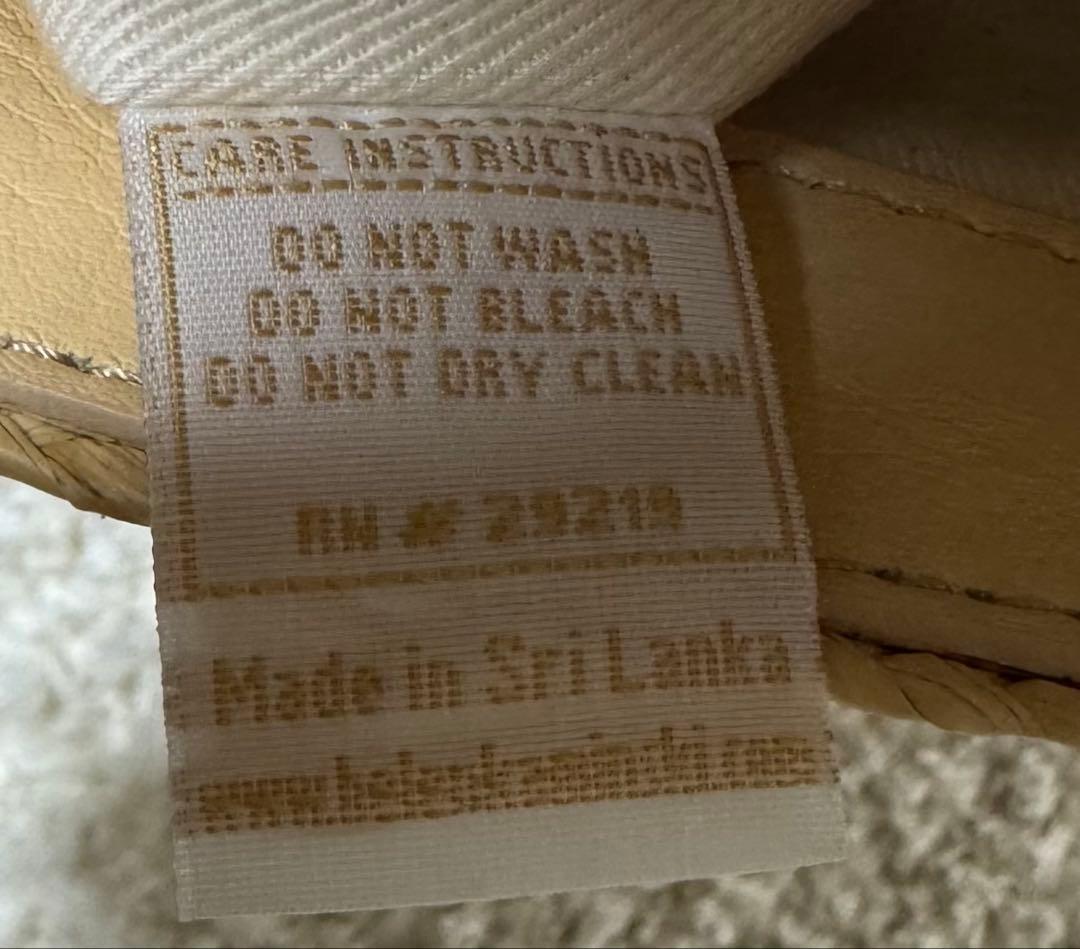 CARE INSTRUCTIONS
DO NOT WASH
DO NOT BLEACH
DO NOT DRY CLEAN
RN # 29219
Made in Sri Lanka